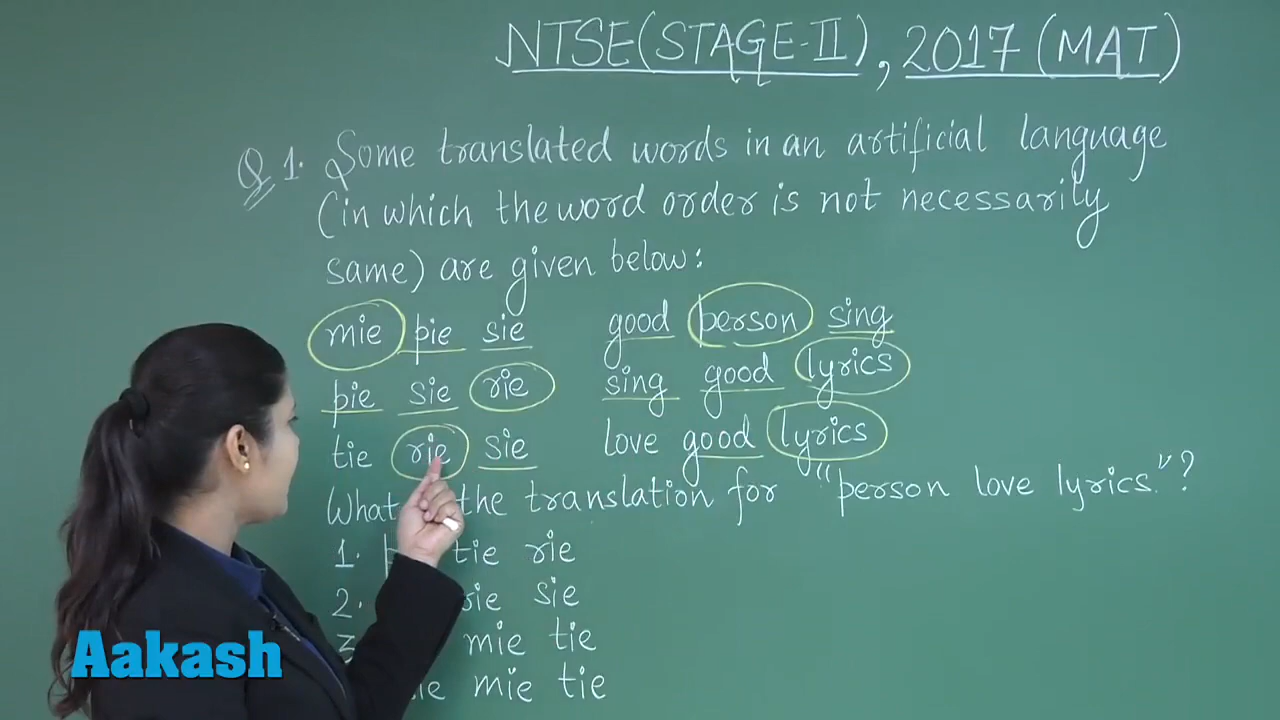 NTSE(STAGE-II), 2017 (MAT)
Q 1. Some translated words in an artificial language
(in which the word order is not necessarily
same) are given below:
mie pie sie good person sing
pie sie rie sing good lyrics
tie rie sie love good lyrics
What the translation for "person love lyrics"?
1. tie rie
2. sie
3 mie tie
mie tie
Aakash